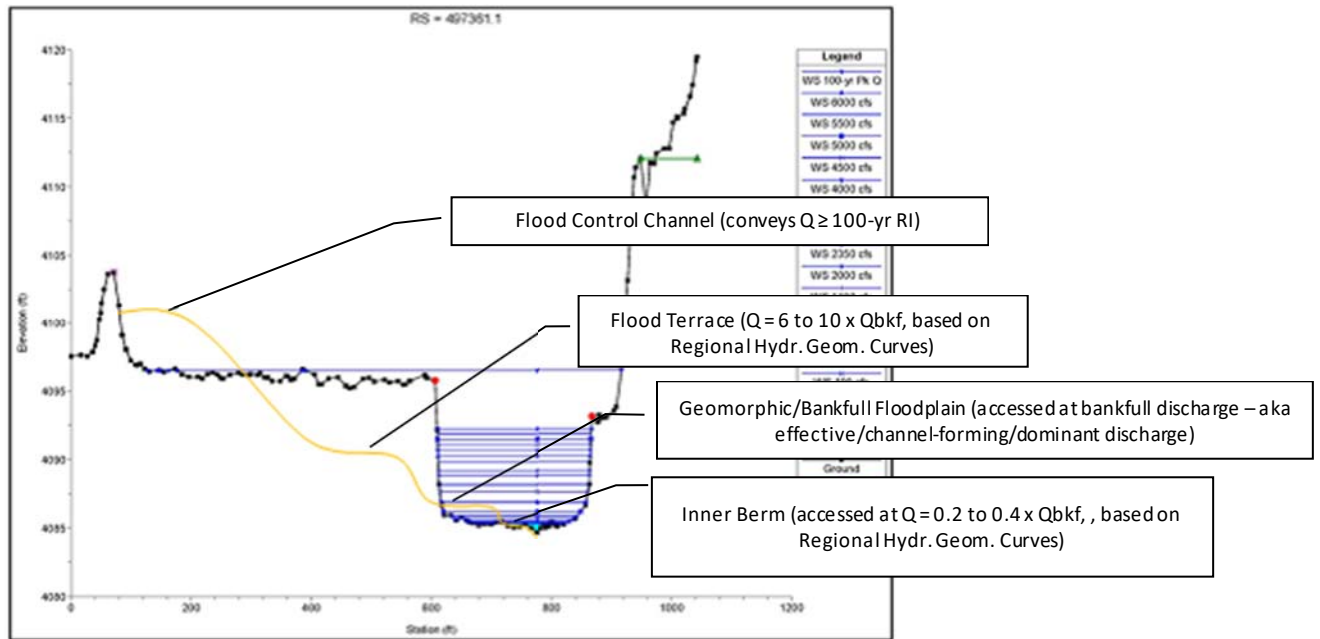 RS = 497361.1
Legend
WS 100-yr Pk Q
WS 6000 cfs
WS 5500 cfs
WS 5000 cfs
WS 4500 cfs
WS 4000 cfs
WS 2350 cfs
WS 2000 cfs
Ground
Flood Control Channel (conveys Q ≥ 100-yr RI)
Flood Terrace (Q = 6 to 10 x Qbkf, based on
Regional Hydr. Geom. Curves)
Geomorphic/Bankfull Floodplain (accessed at bankfull discharge – aka
effective/channel-forming/dominant discharge)
Inner Berm (accessed at Q = 0.2 to 0.4 x Qbkf, , based on
Regional Hydr. Geom. Curves)
Elevation (ft)
4120
4115
4110
4105
4100
4095
4090
4085
4080
0 200 400 600 800 1000 1200
Station (ft)